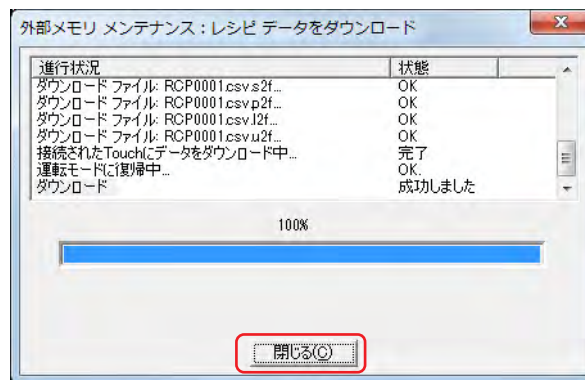 外部メモリ メンテナンス：レシピ データをダウンロード
進行状況 状態
ダウンロード ファイル: RCP0001.csv.s2f... OK
ダウンロード ファイル: RCP0001.csv.p2f... OK
ダウンロード ファイル: RCP0001.csv.l2f... OK
ダウンロード ファイル: RCP0001.csv.u2f... OK
接続されたTouchにデータをダウンロード中... 完了
運転モードに復帰中... OK.
ダウンロード 成功しました
100%
閉じる(C)